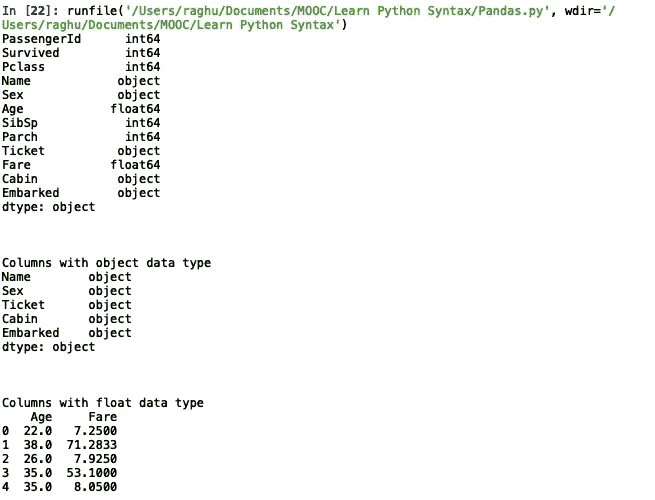 In [22]: runfile('/Users/raghu/Documents/MOOC/Learn Python Syntax/Pandas.py', wdir='/
Users/raghu/Documents/MOOC/Learn Python Syntax')
PassengerId      int64
Survived         int64
Pclass           int64
Name            object
Sex             object
Age            float64
SibSp            int64
Parch            int64
Ticket          object
Fare           float64
Cabin           object
Embarked        object
dtype: object
Columns with object data type
Name        object
Sex         object
Ticket      object
Cabin       object
Embarked    object
dtype: object
Columns with float data type
    Age     Fare
0  22.0   7.2500
1  38.0  71.2833
2  26.0   7.9250
3  35.0  53.1000
4  35.0   8.0500